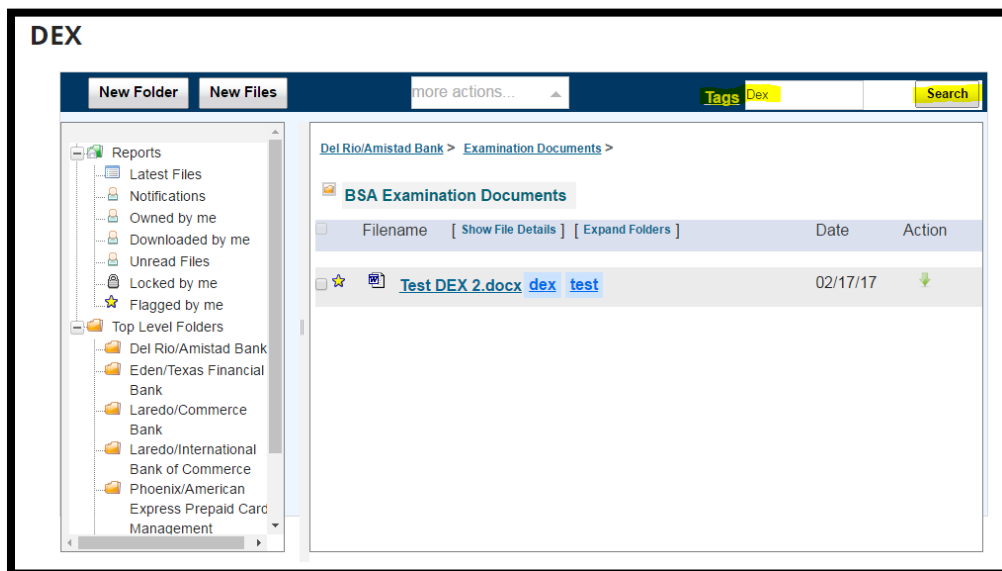 DEX
New Folder New Files more actions... Tags Dex Search
Reports
Latest Files
Notifications
Owned by me
Downloaded by me
Unread Files
Locked by me
Flagged by me
Top Level Folders
Del Rio/Amistad Bank
Eden/Texas Financial
Bank
Laredo/Commerce
Bank
Laredo/International
Bank of Commerce
Phoenix/American
Express Prepaid Card
Management
Del Rio/Amistad Bank > Examination Documents >
BSA Examination Documents
Filename [ Show File Details ] [ Expand Folders ] Date Action
Test DEX 2.docx dex test 02/17/17